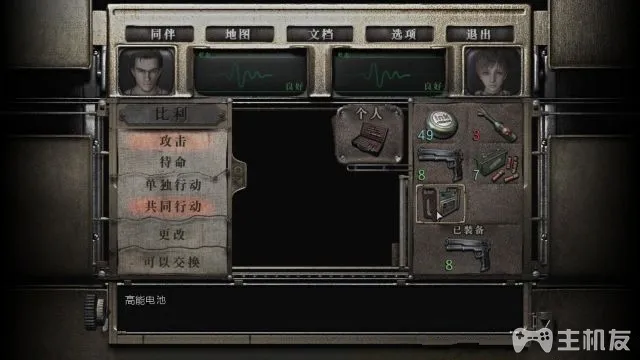 同伴 地图 文档 选项 退出
良好 良好
比利 个人
攻击
待命
单独行动
共同行动
更改
可以交换
49 3
8 7
已装备
8
高能电池
主机友